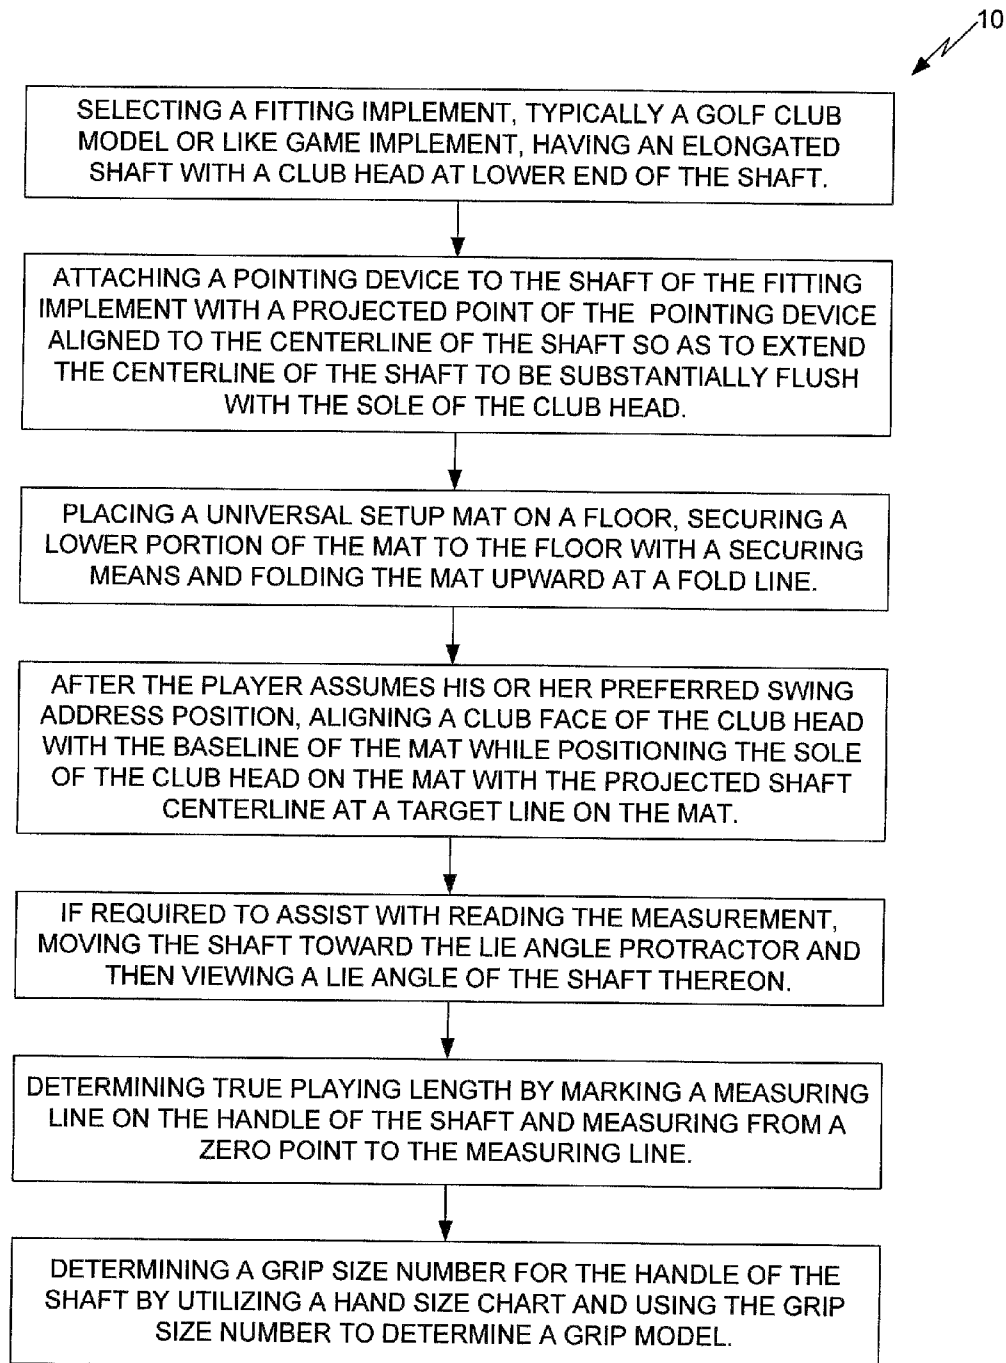 10
SELECTING A FITTING IMPLEMENT, TYPICALLY A GOLF CLUB
MODEL OR LIKE GAME IMPLEMENT, HAVING AN ELONGATED
SHAFT WITH A CLUB HEAD AT LOWER END OF THE SHAFT.
ATTACHING A POINTING DEVICE TO THE SHAFT OF THE FITTING
IMPLEMENT WITH A PROJECTED POINT OF THE POINTING DEVICE
ALIGNED TO THE CENTERLINE OF THE SHAFT SO AS TO EXTEND
THE CENTERLINE OF THE SHAFT TO BE SUBSTANTIALLY FLUSH
WITH THE SOLE OF THE CLUB HEAD.
PLACING A UNIVERSAL SETUP MAT ON A FLOOR, SECURING A
LOWER PORTION OF THE MAT TO THE FLOOR WITH A SECURING
MEANS AND FOLDING THE MAT UPWARD AT A FOLD LINE.
AFTER THE PLAYER ASSUMES HIS OR HER PREFERRED SWING
ADDRESS POSITION, ALIGNING A CLUB FACE OF THE CLUB HEAD
WITH THE BASELINE OF THE MAT WHILE POSITIONING THE SOLE
OF THE CLUB HEAD ON THE MAT WITH THE PROJECTED SHAFT
CENTERLINE AT A TARGET LINE ON THE MAT.
IF REQUIRED TO ASSIST WITH READING THE MEASUREMENT,
MOVING THE SHAFT TOWARD THE LIE ANGLE PROTRACTOR AND
THEN VIEWING A LIE ANGLE OF THE SHAFT THEREON.
DETERMINING TRUE PLAYING LENGTH BY MARKING A MEASURING
LINE ON THE HANDLE OF THE SHAFT AND MEASURING FROM A
ZERO POINT TO THE MEASURING LINE.
DETERMINING A GRIP SIZE NUMBER FOR THE HANDLE OF THE
SHAFT BY UTILIZING A HAND SIZE CHART AND USING THE GRIP
SIZE NUMBER TO DETERMINE A GRIP MODEL.